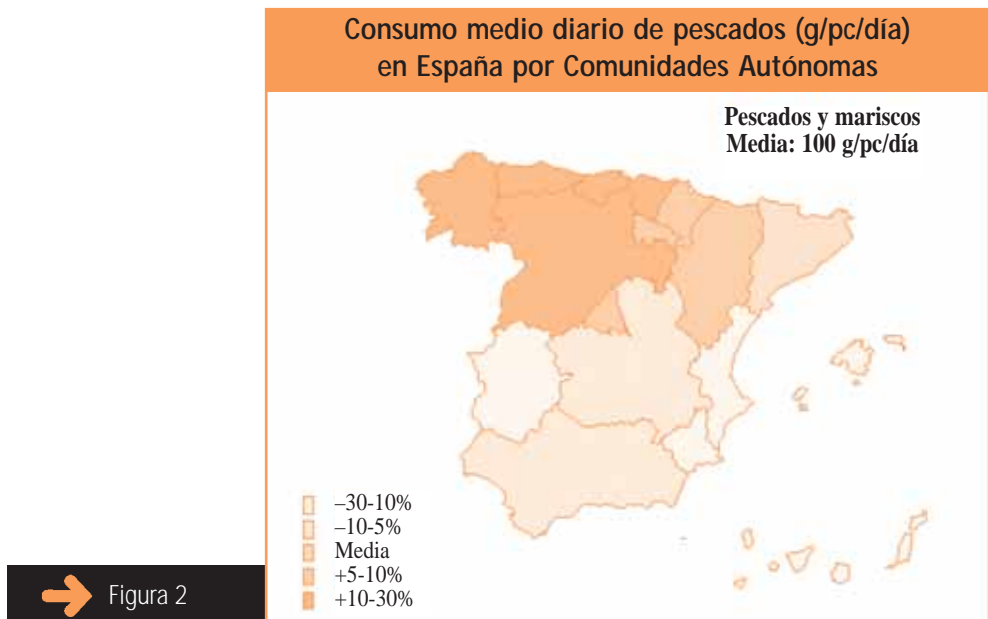 Consumo medio diario de pescados (g/pc/día)
en España por Comunidades Autónomas
Pescados y mariscos
Media: 100 g/pc/día
–30-10%
–10-5%
Media
+5-10%
+10-30%
Figura 2